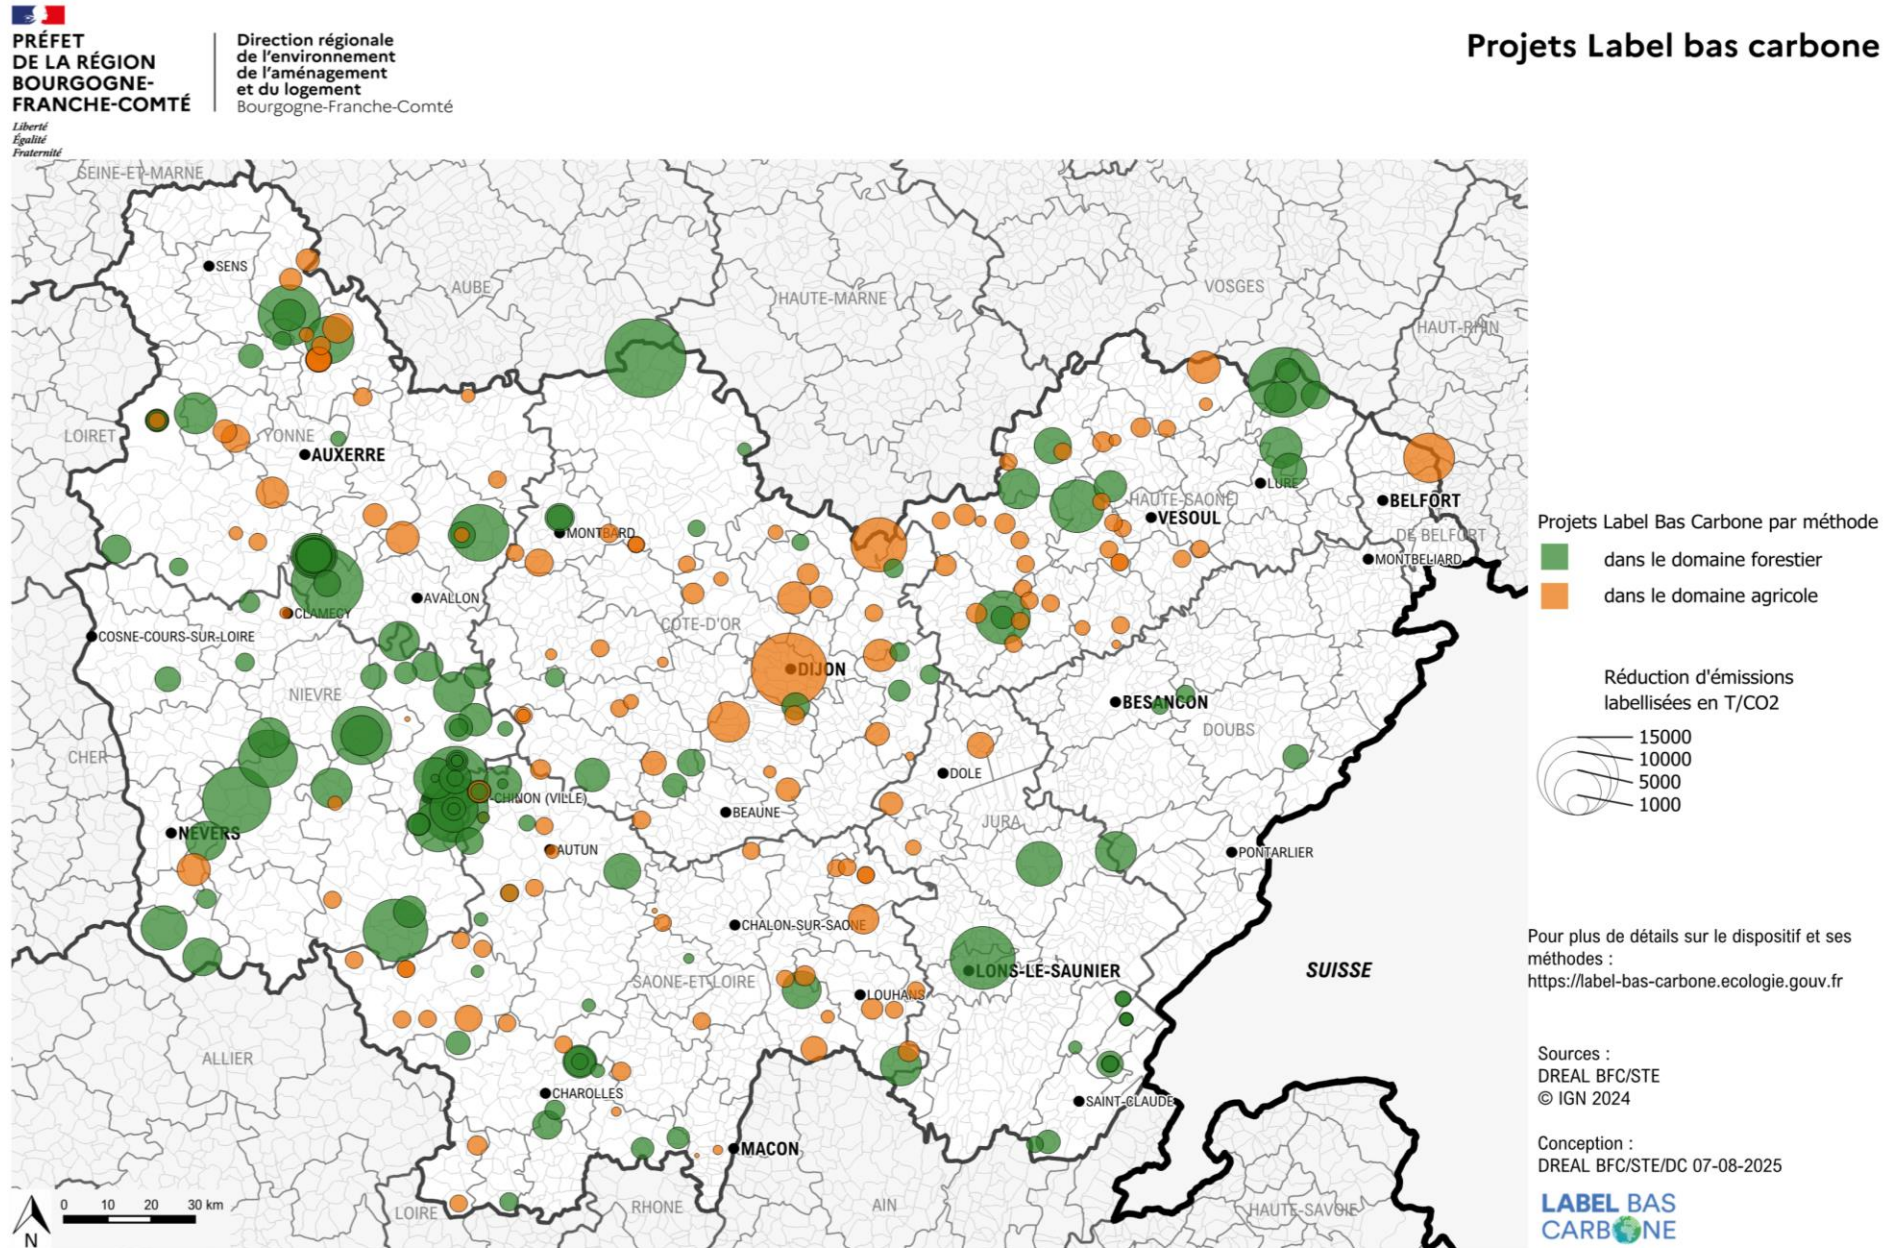 PRÉFET
DE LA RÉGION
BOURGOGNE-
FRANCHE-COMTÉ
Liberté
Égalité
Fraternité
Direction régionale
de l'environnement
de l'aménagement
et du logement
Bourgogne-Franche-Comté
Projets Label bas carbone
SEINE-ET-MARNE
SENS
AUBE
HAUTE-MARNE
VOSGES
HAUT-RHIN
LOIRET
YONNE
AUXERRE
LURE
BELFORT
HAUTE-SAONE
VESOUL
MONTBARD
DE BELFORT
MONTBELIARD
AVALLON
CLAMECY
COSNE-COURS-SUR-LOIRE
COTE-D'OR
DIJON
NIEVRE
BESANCON
DOUBS
CHER
DOLE
-CHINON (VILLE)
BEAUNE
NEVERS
JURA
AUTUN
PONTARLIER
CHALON-SUR-SAONE
LONS-LE-SAUNIER
SUISSE
SAONE-ET-LOIRE
LOUHANS
ALLIER
CHAROLLES
SAINT-CLAUDE
MACON
LOIRE
RHONE
AIN
HAUTE-SAVOIE
0 10 20 30 km
N
Projets Label Bas Carbone par méthode
dans le domaine forestier
dans le domaine agricole
Réduction d'émissions
labellisées en T/CO2
15000
10000
5000
1000
Pour plus de détails sur le dispositif et ses
méthodes :
https://label-bas-carbone.ecologie.gouv.fr
Sources :
DREAL BFC/STE
© IGN 2024
Conception :
DREAL BFC/STE/DC 07-08-2025
LABEL BAS
CARBONE